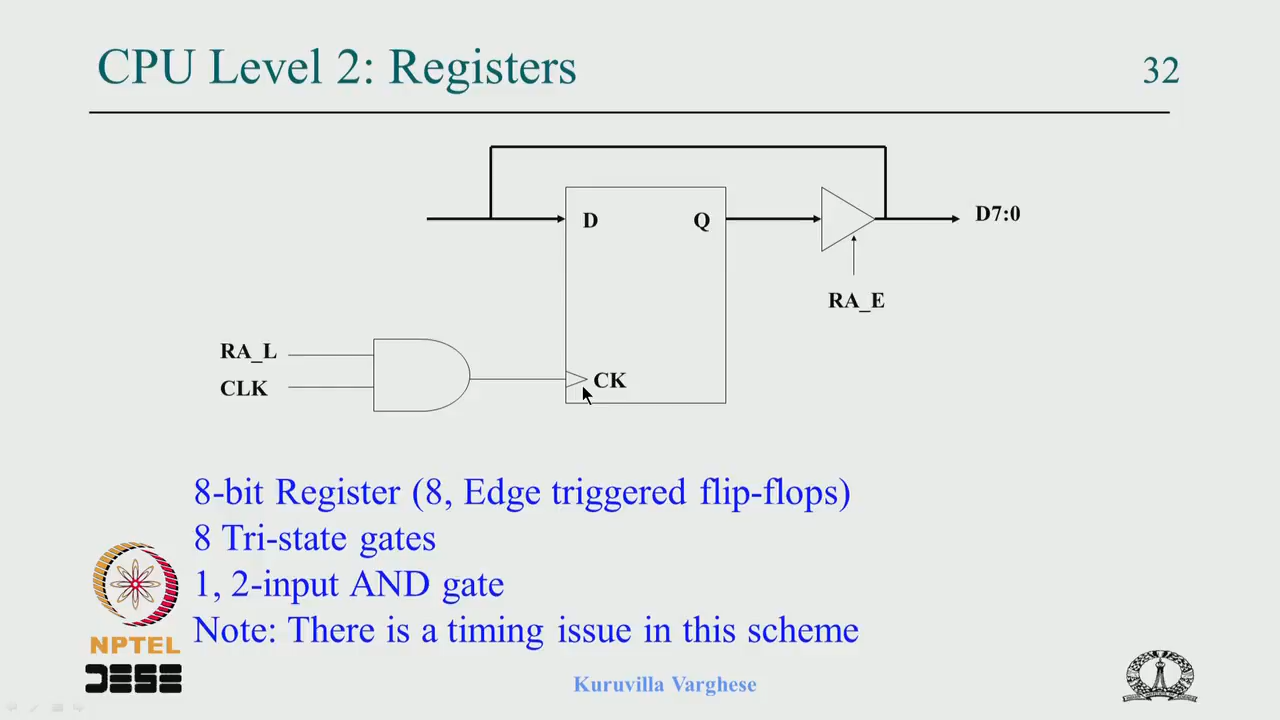 CPU Level 2: Registers
32
D
Q
D7:0
RA_E
RA_L
CLK
CK
8-bit Register (8, Edge triggered flip-flops)
8 Tri-state gates
1, 2-input AND gate
Note: There is a timing issue in this scheme
NPTEL
DESE
Kuruvilla Varghese